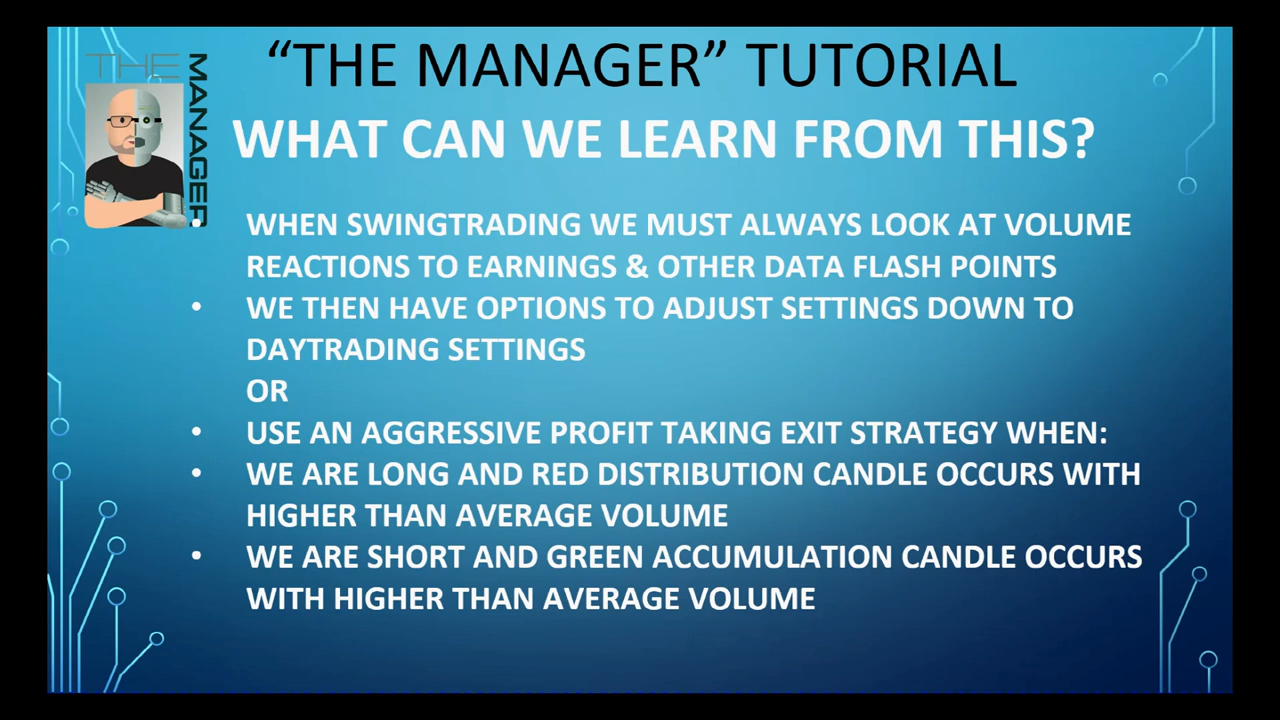 THE
MANAGER
“THE MANAGER” TUTORIAL
WHAT CAN WE LEARN FROM THIS?
• WHEN SWINGTRADING WE MUST ALWAYS LOOK AT VOLUME
REACTIONS TO EARNINGS & OTHER DATA FLASH POINTS
• WE THEN HAVE OPTIONS TO ADJUST SETTINGS DOWN TO
DAYTRADING SETTINGS
OR
• USE AN AGGRESSIVE PROFIT TAKING EXIT STRATEGY WHEN:
• WE ARE LONG AND RED DISTRIBUTION CANDLE OCCURS WITH
HIGHER THAN AVERAGE VOLUME
• WE ARE SHORT AND GREEN ACCUMULATION CANDLE OCCURS
WITH HIGHER THAN AVERAGE VOLUME